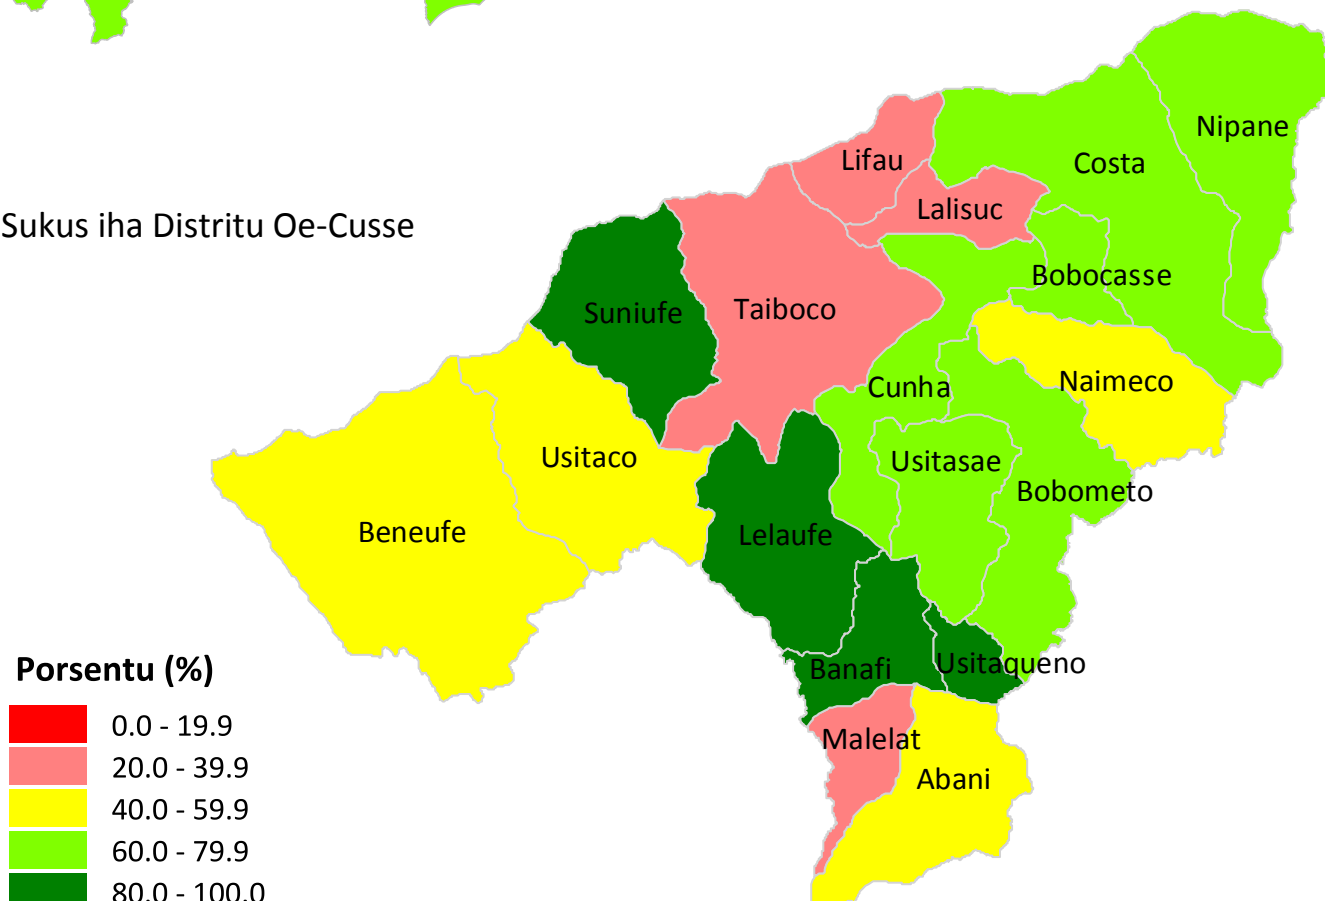 Nipane
Lifau
Costa
Lalisuc
Sukus iha Distritu Oe-Cusse
Bobocasse
Suniufe
Taiboco
Cunha
Naimeco
Usitaco
Usitasae
Bobometo
Beneufe
Lelaufe
Banafi
Usitaqueno
Malelat
Abani
Porsentu (%)
0.0 - 19.9
20.0 - 39.9
40.0 - 59.9
60.0 - 79.9
80.0 - 100.0